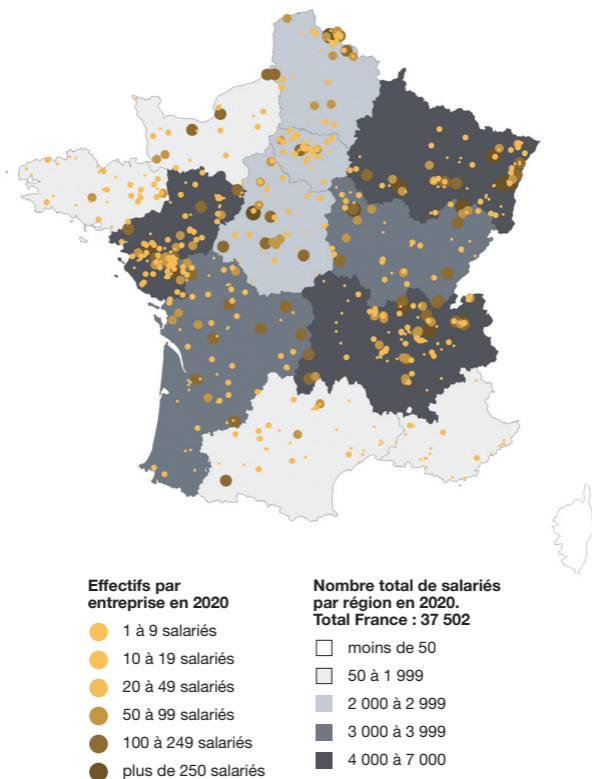 Effectifs par
entreprise en 2020
1 à 9 salariés
10 à 19 salariés
20 à 49 salariés
50 à 99 salariés
100 à 249 salariés
plus de 250 salariés
Nombre total de salariés
par région en 2020.
Total France : 37 502
moins de 50
50 à 1 999
2 000 à 2 999
3 000 à 3 999
4 000 à 7 000